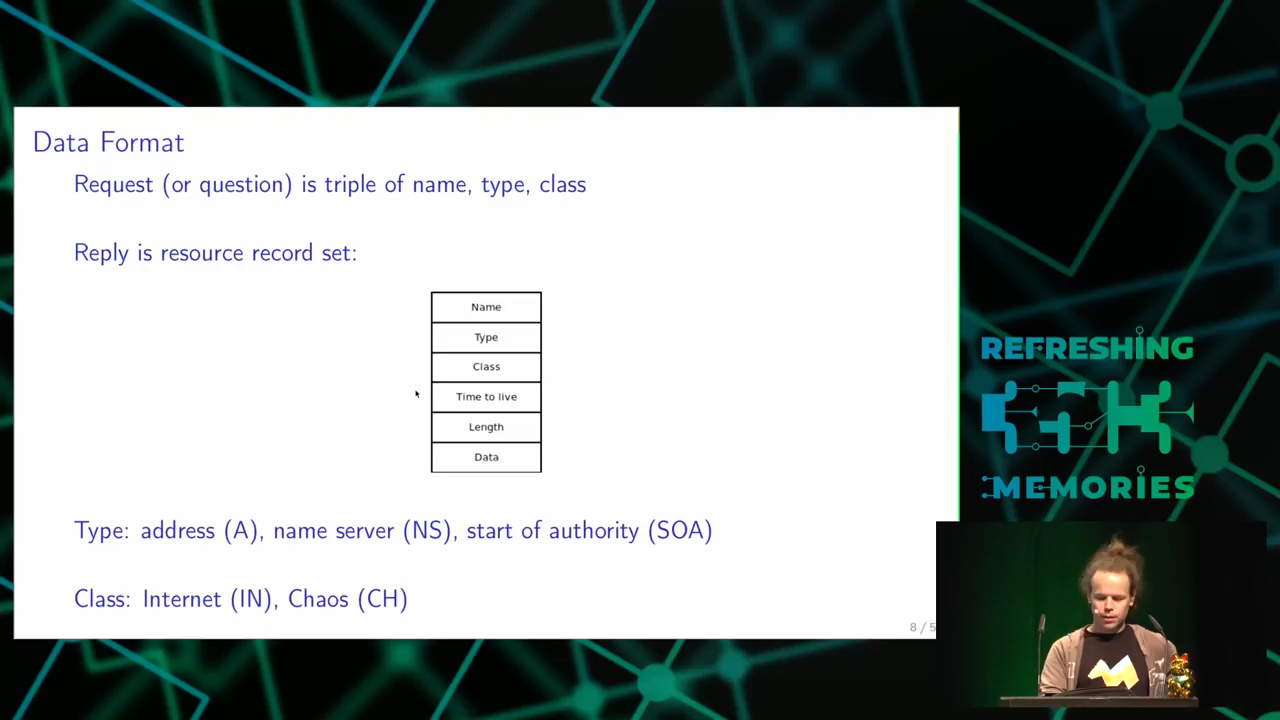 Data Format
Request (or question) is triple of name, type, class
Reply is resource record set:
Name
Type
Class
Time to live
Length
Data
Type: address (A), name server (NS), start of authority (SOA)
Class: Internet (IN), Chaos (CH)
8 / 5
REFRESHING
MEMORIES